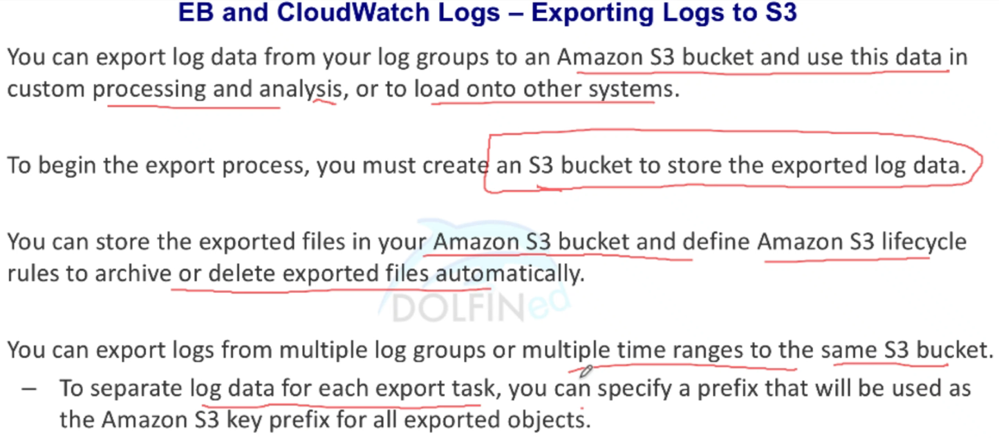 EB and CloudWatch Logs – Exporting Logs to S3
You can export log data from your log groups to an Amazon S3 bucket and use this data in
custom processing and analysis, or to load onto other systems.
To begin the export process, you must create an S3 bucket to store the exported log data.
You can store the exported files in your Amazon S3 bucket and define Amazon S3 lifecycle
rules to archive or delete exported files automatically.
DOLFINed
You can export logs from multiple log groups or multiple time ranges to the same S3 bucket.
– To separate log data for each export task, you can specify a prefix that will be used as
the Amazon S3 key prefix for all exported objects.